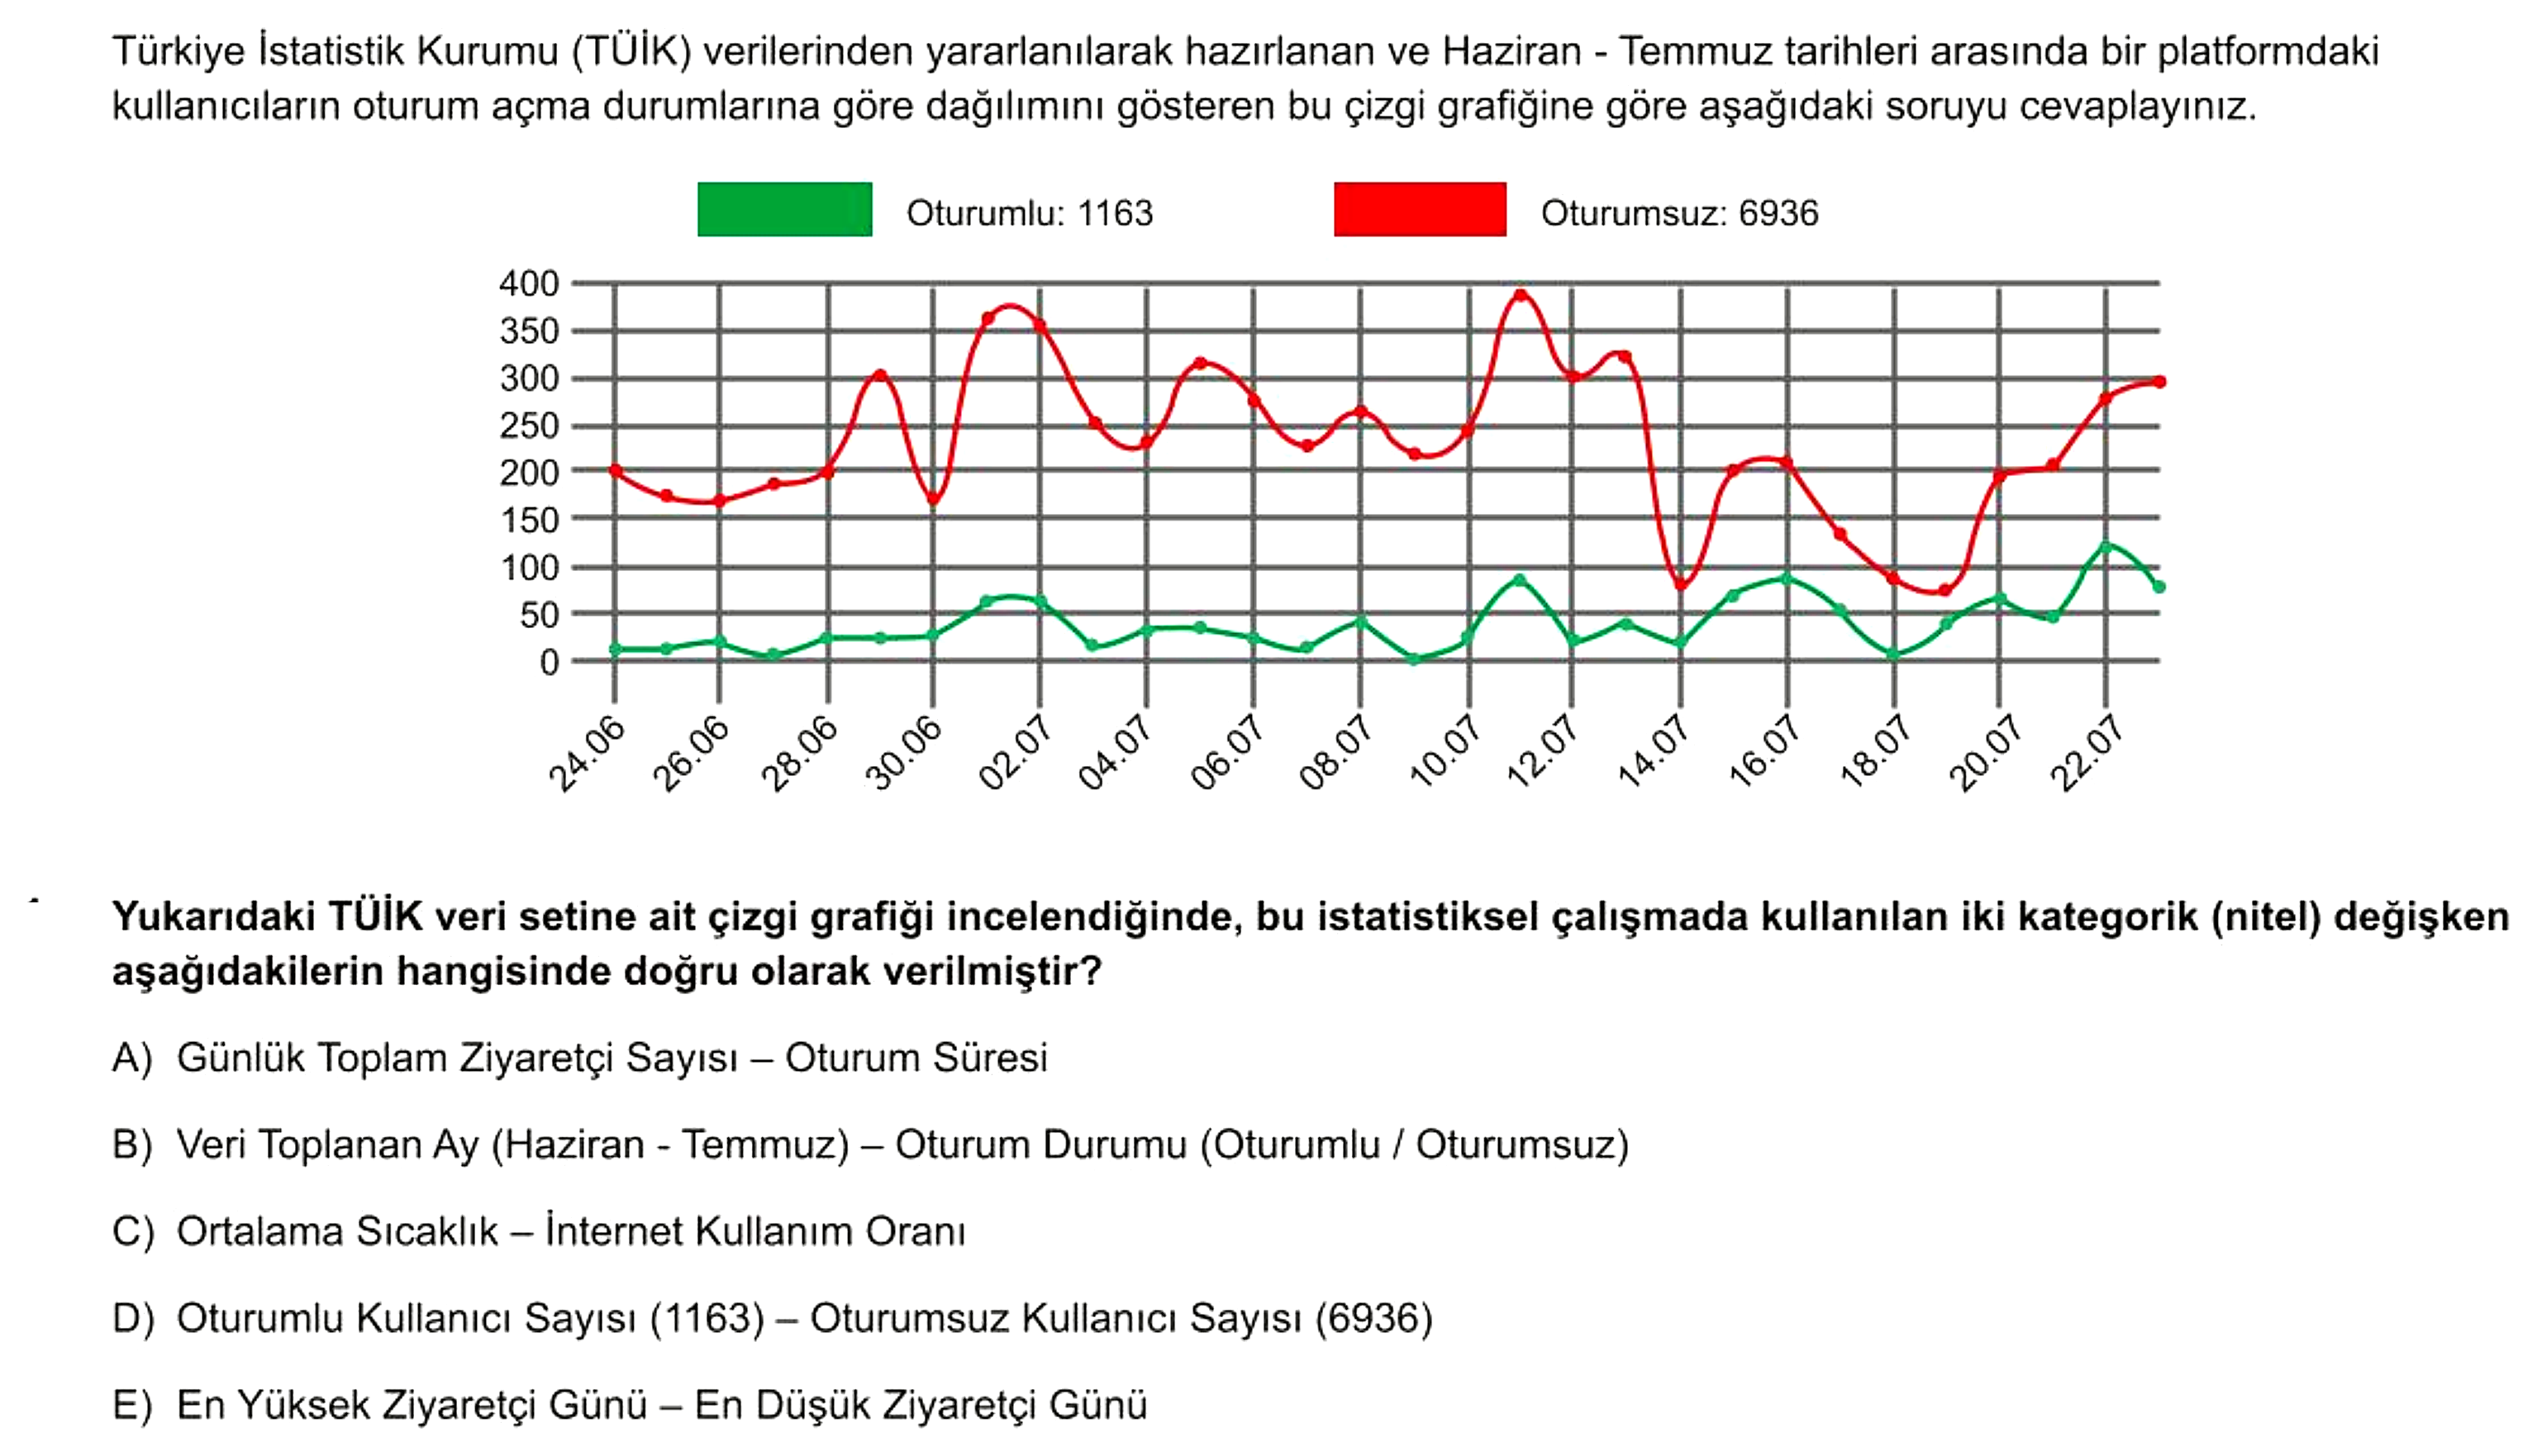 Türkiye İstatistik Kurumu (TÜİK) verilerinden yararlanılarak hazırlanan ve Haziran - Temmuz tarihleri arasında bir platformdaki
kullanıcıların oturum açma durumlarına göre dağılımını gösteren bu çizgi grafiğine göre aşağıdaki soruyu cevaplayınız.
Oturumlu: 1163 Oturumsuz: 6936
400
350
300
250
200
150
100
50
0
24.06 26.06 28.06 30.06 02.07 04.07 06.07 08.07 10.07 12.07 14.07 16.07 18.07 20.07 22.07
Yukarıdaki TÜİK veri setine ait çizgi grafiği incelendiğinde, bu istatistiksel çalışmada kullanılan iki kategorik (nitel) değişken
aşağıdakilerin hangisinde doğru olarak verilmiştir?
A) Günlük Toplam Ziyaretçi Sayısı – Oturum Süresi
B) Veri Toplanan Ay (Haziran - Temmuz) – Oturum Durumu (Oturumlu / Oturumsuz)
C) Ortalama Sıcaklık – İnternet Kullanım Oranı
D) Oturumlu Kullanıcı Sayısı (1163) – Oturumsuz Kullanıcı Sayısı (6936)
E) En Yüksek Ziyaretçi Günü – En Düşük Ziyaretçi Günü